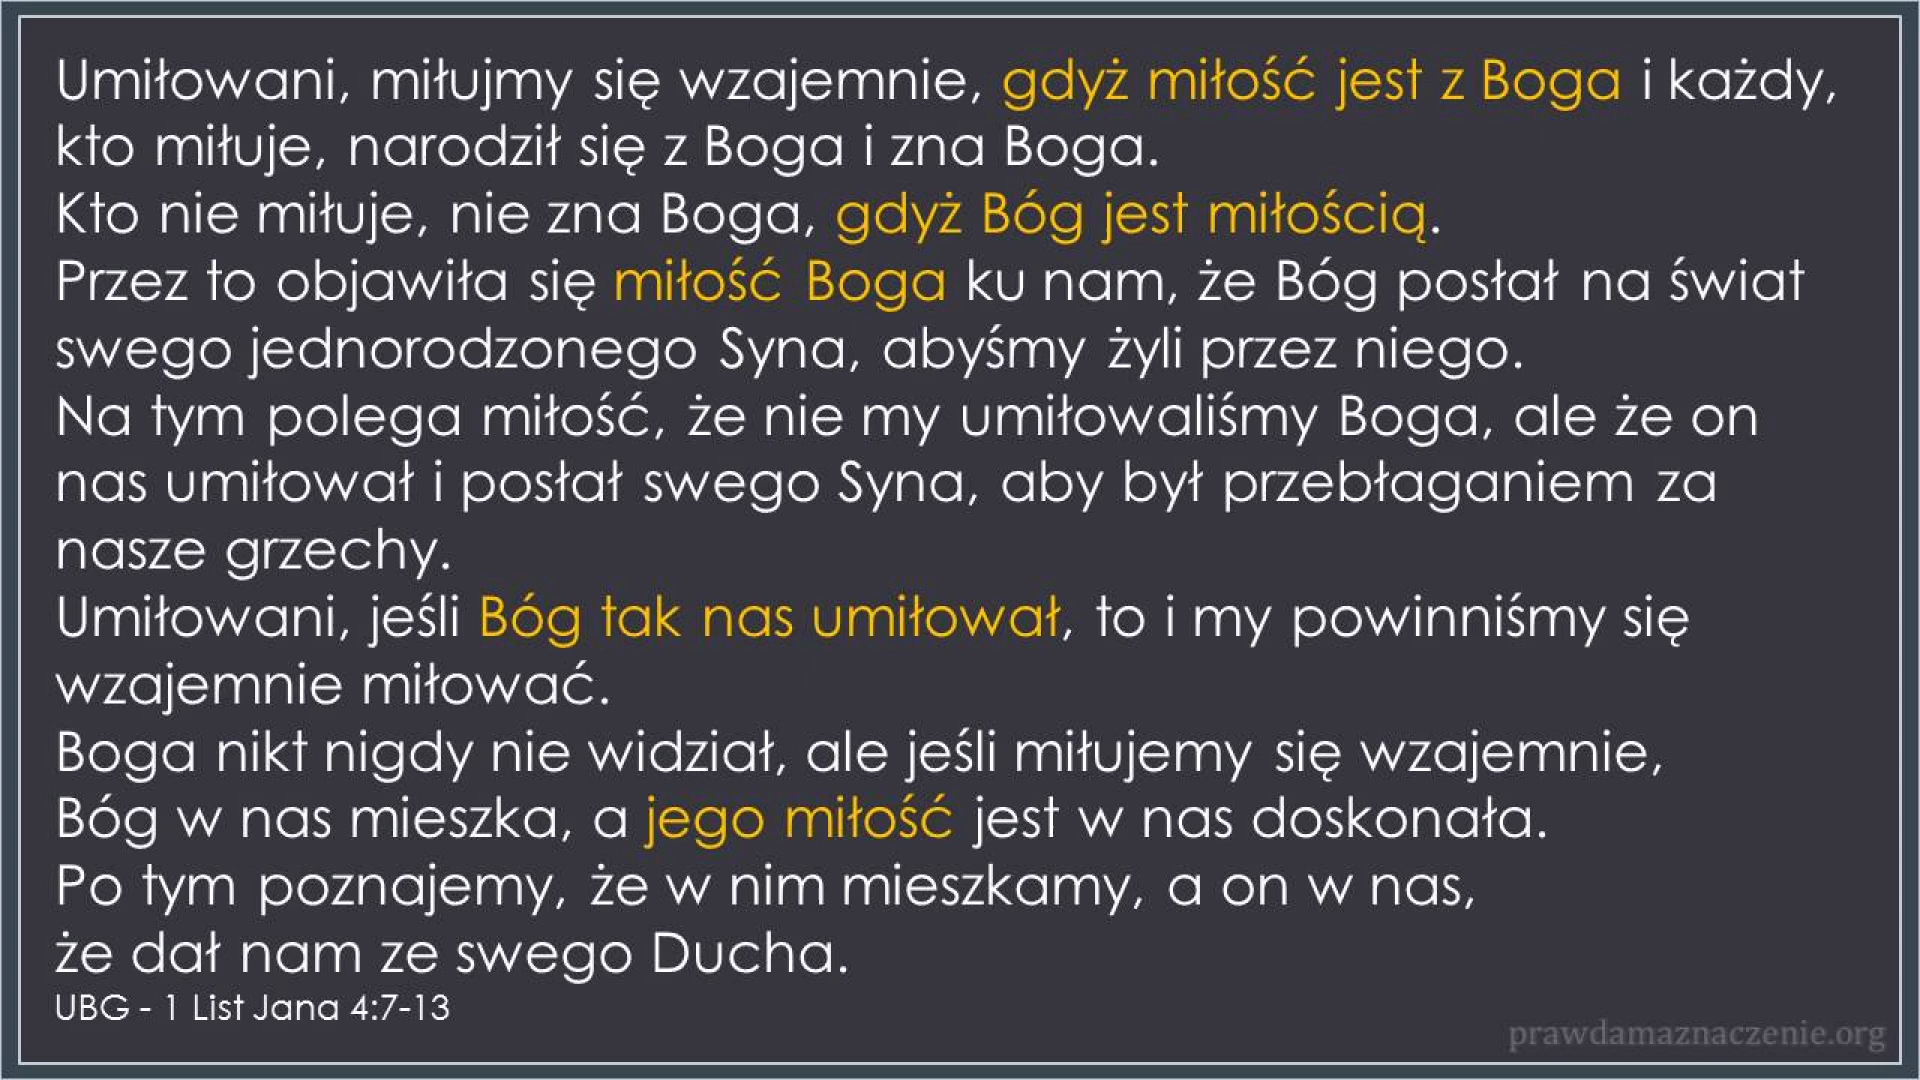 Umiłowani, miłujmy się wzajemnie, gdyż miłość jest z Boga i każdy,
kto miłuje, narodził się z Boga i zna Boga.
Kto nie miłuje, nie zna Boga, gdyż Bóg jest miłością.
Przez to objawiła się miłość Boga ku nam, że Bóg posłał na świat
swego jednorodzonego Syna, abyśmy żyli przez niego.
Na tym polega miłość, że nie my umiłowaliśmy Boga, ale że on
nas umiłował i posłał swego Syna, aby był przebłaganiem za
nasze grzechy.
Umiłowani, jeśli Bóg tak nas umiłował, to i my powinniśmy się
wzajemnie miłować.
Boga nikt nigdy nie widział, ale jeśli miłujemy się wzajemnie,
Bóg w nas mieszka, a jego miłość jest w nas doskonała.
Po tym poznajemy, że w nim mieszkamy, a on w nas,
że dał nam ze swego Ducha.
UBG - 1 List Jana 4:7-13
prawdamaznaczenie.org